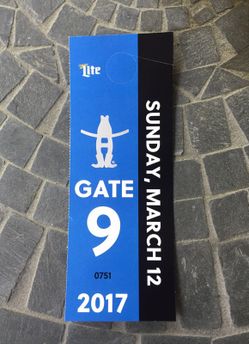 Lite
GATE
9
0751
2017
SUNDAY, MARCH 12